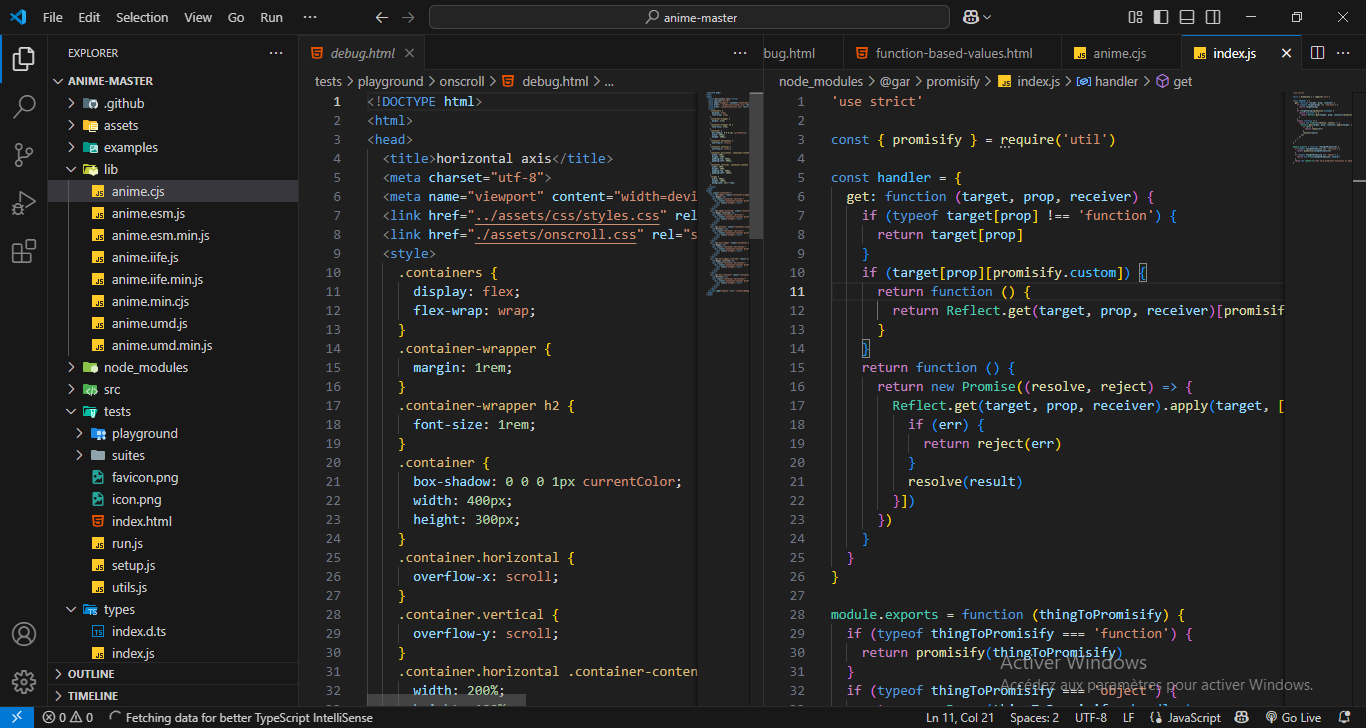 File Edit Selection View Go Run ··· anime-master
EXPLORER ···
ANIME-MASTER
.github
assets
examples
lib
anime.cjs
anime.esm.js
anime.esm.min.js
anime.iife.js
anime.iife.min.js
anime.min.cjs
anime.umd.js
anime.umd.min.js
node_modules
src
tests
playground
suites
favicon.png
icon.png
index.html
run.js
setup.js
utils.js
types
index.d.ts
index.js
OUTLINE
TIMELINE
debug.html ···
tests > playground > onscroll > debug.html > ...
1 <!DOCTYPE html>
2 <html>
3 <head>
4 <title>horizontal axis</title>
5 <meta charset="utf-8">
6 <meta name="viewport" content="width=devi
7 <link href="../assets/css/styles.css" rel
8 <link href="./assets/onscroll.css" rel="s
9 <style>
10 .containers {
11 display: flex;
12 flex-wrap: wrap;
13 }
14 .container-wrapper {
15 margin: 1rem;
16 }
17 .container-wrapper h2 {
18 font-size: 1rem;
19 }
20 .container {
21 box-shadow: 0 0 0 1px currentColor;
22 width: 400px;
23 height: 300px;
24 }
25 .container.horizontal {
26 overflow-x: scroll;
27 }
28 .container.vertical {
29 overflow-y: scroll;
30 }
31 .container.horizontal .container-conten
32 width: 200%;
bug.html function-based-values.html anime.cjs index.js ···
node_modules > @gar > promisify > index.js > handler > get
1 'use strict'
2
3 const { promisify } = require('util')
4
5 const handler = {
6 get: function (target, prop, receiver) {
7 if (typeof target[prop] !== 'function') {
8 return target[prop]
9 }
10 if (target[prop][promisify.custom]) {
11 return function () {
12 return Reflect.get(target, prop, receiver)[promisif
13 }
14 }
15 return function () {
16 return new Promise((resolve, reject) => {
17 Reflect.get(target, prop, receiver).apply(target, [
18 if (err) {
19 return reject(err)
20 }
21 resolve(result)
22 }])
23 })
24 }
25 }
26 }
27
28 module.exports = function (thingToPromisify) {
29 if (typeof thingToPromisify === 'function') {
30 return promisify(thingToPromisify)
31 }
32 if (typeof thingToPromisify === 'object') {
Activer Windows
Accédez aux paramètres pour activer Windows.
0 0 Fetching data for better TypeScript IntelliSense Ln 11, Col 21 Spaces: 2 UTF-8 LF JavaScript Go Live